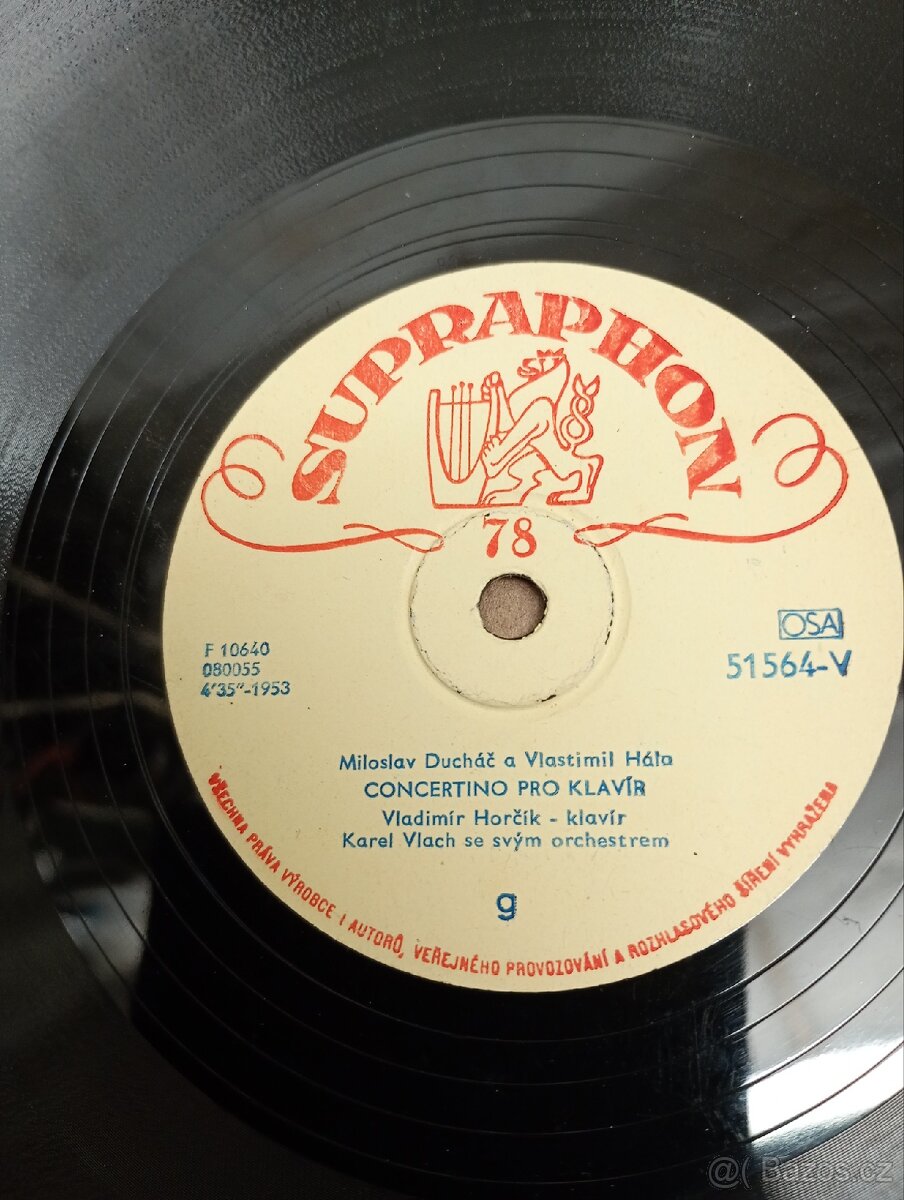 SUPRAPHON
78
F 10640
080055
4'35"-1953
OSA
51564-V
Miloslav Ducháč a Vlastimil Hála
CONCERTINO PRO KLAVÍR
Vladimír Horčík - klavír
Karel Vlach se svým orchestrem
g
VŠECHNA PRÁVA VÝROBCE I AUTORŮ, VEŘEJNÉHO PROVOZOVÁNÍ A ROZHLASOVÉHO ŠÍŘENÍ VYHRAŽENA
@( Bazos.cz